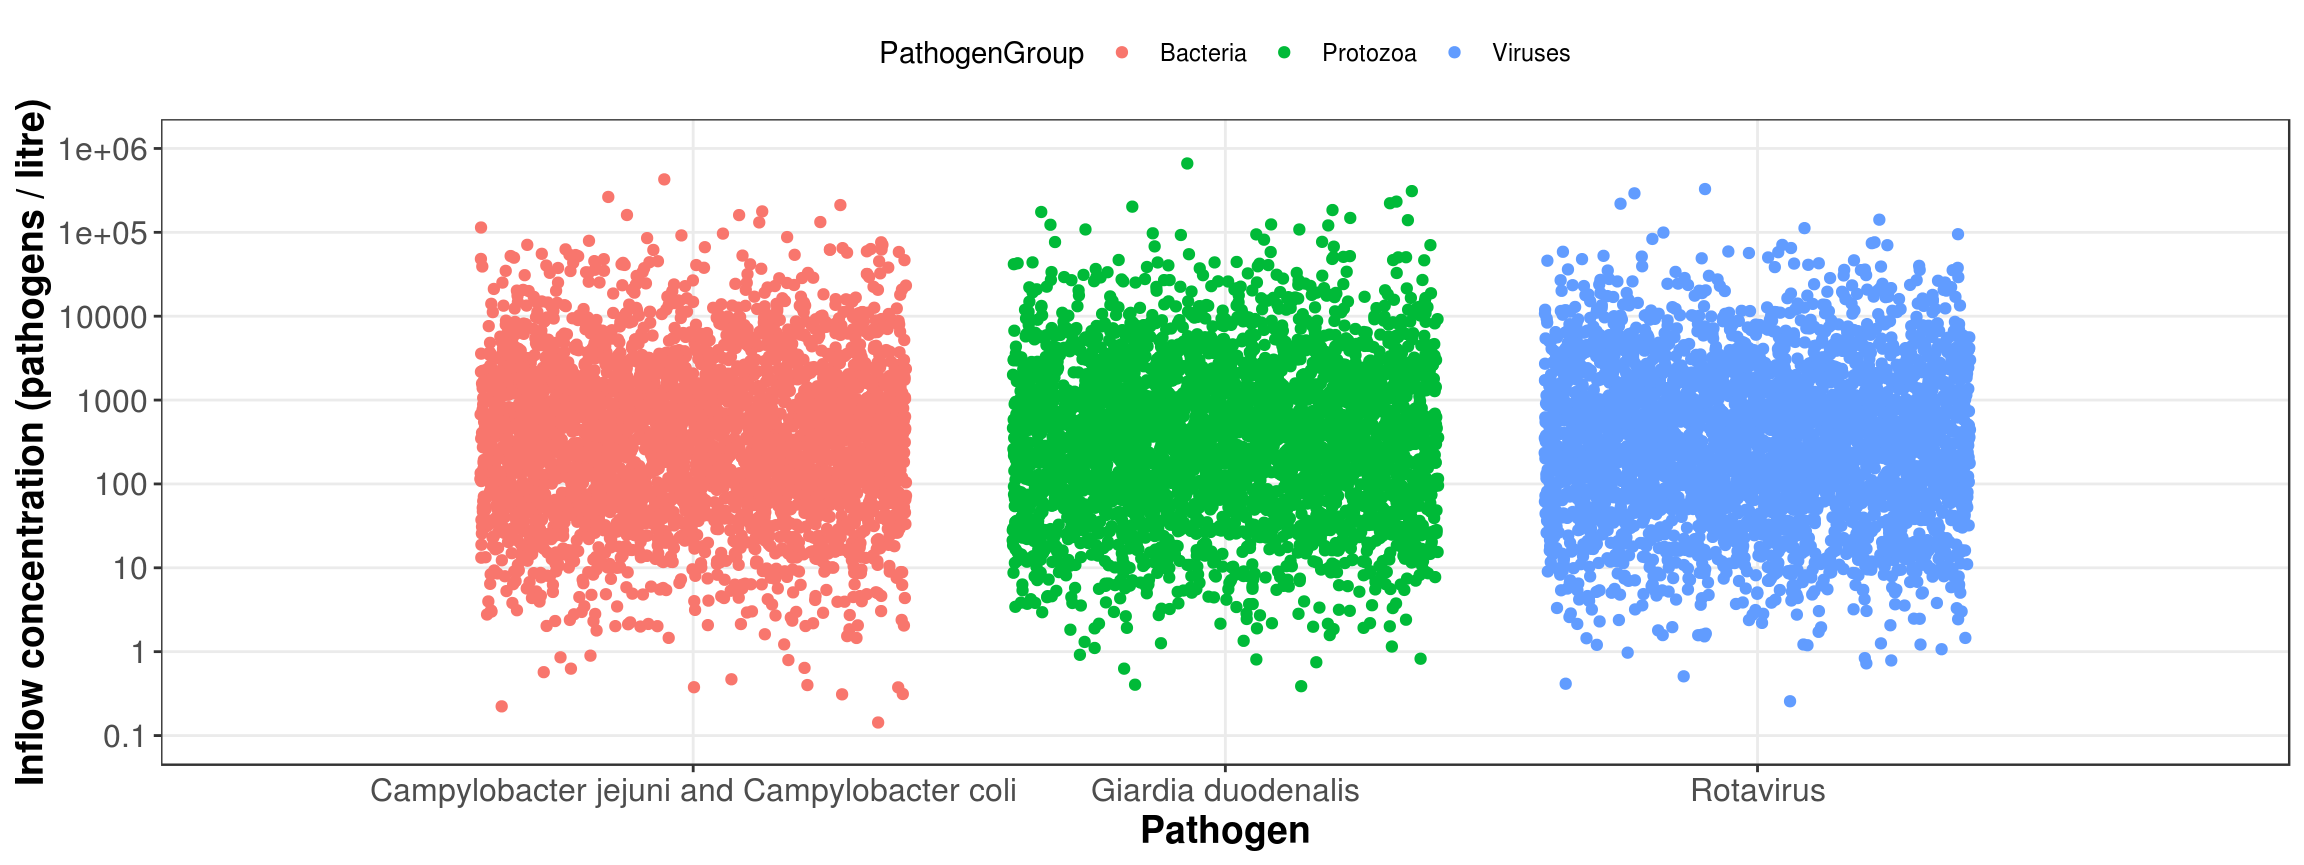 PathogenGroup Bacteria Protozoa Viruses
Inflow concentration (pathogens / litre)
1e+06
1e+05
10000
1000
100
10
1
0.1
Campylobacter jejuni and Campylobacter coli Giardia duodenalis Rotavirus
Pathogen